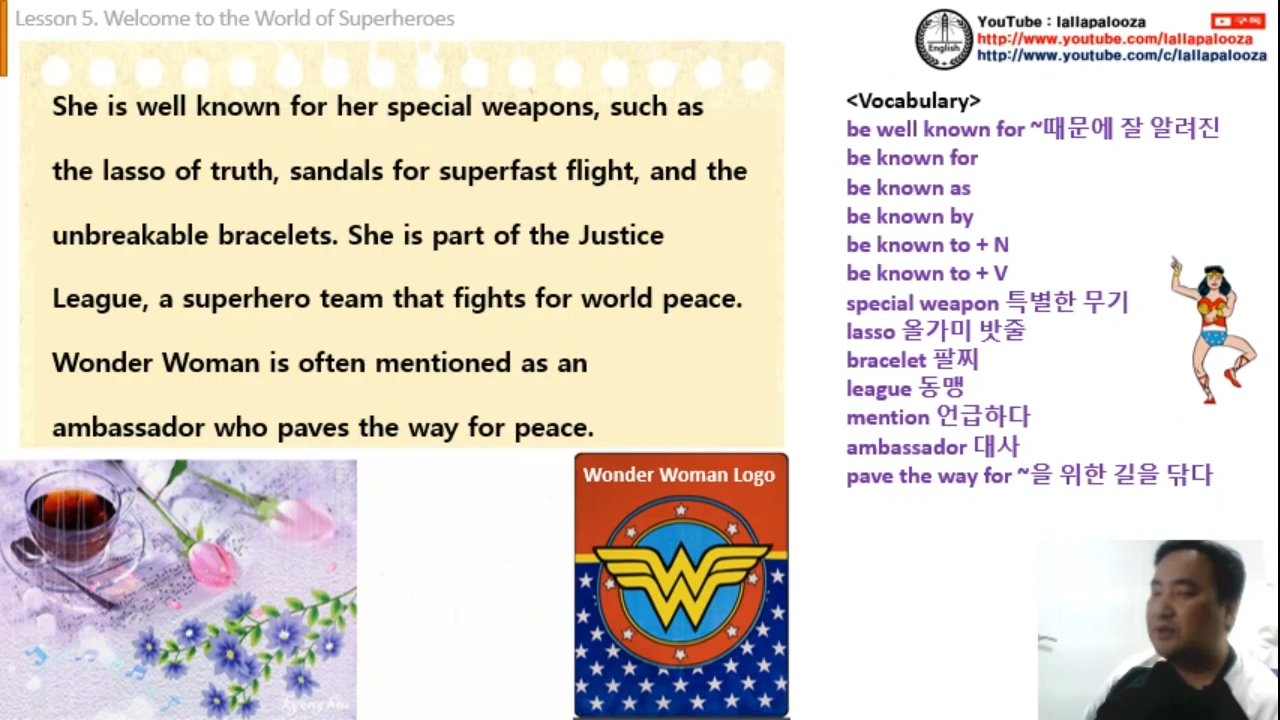 Lesson 5. Welcome to the World of Superheroes
She is well known for her special weapons, such as
the lasso of truth, sandals for superfast flight, and the
unbreakable bracelets. She is part of the Justice
League, a superhero team that fights for world peace.
Wonder Woman is often mentioned as an
ambassador who paves the way for peace.
Wonder Woman Logo
English
YouTube : lallapalooza
구독
http://www.youtube.com/lallapalooza
http://www.youtube.com/c/lallapalooza
<Vocabulary>
be well known for ~때문에 잘 알려진
be known for
be known as
be known by
be known to + N
be known to + V
special weapon 특별한 무기
lasso 올가미 밧줄
bracelet 팔찌
league 동맹
mention 언급하다
ambassador 대사
pave the way for ~을 위한 길을 닦다